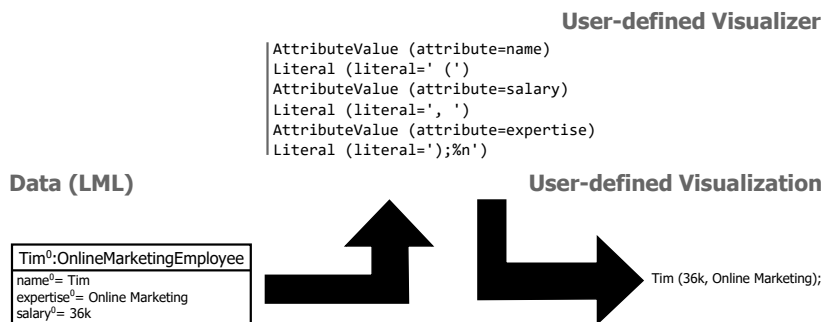 User-defined Visualizer
AttributeValue (attribute=name)
Literal (literal=' (')
AttributeValue (attribute=salary)
Literal (literal=', ')
AttributeValue (attribute=expertise)
Literal (literal=');%n')
Data (LML)
User-defined Visualization
Tim⁰:OnlineMarketingEmployee
name⁰= Tim
expertise⁰= Online Marketing
salary⁰= 36k
Tim (36k, Online Marketing);